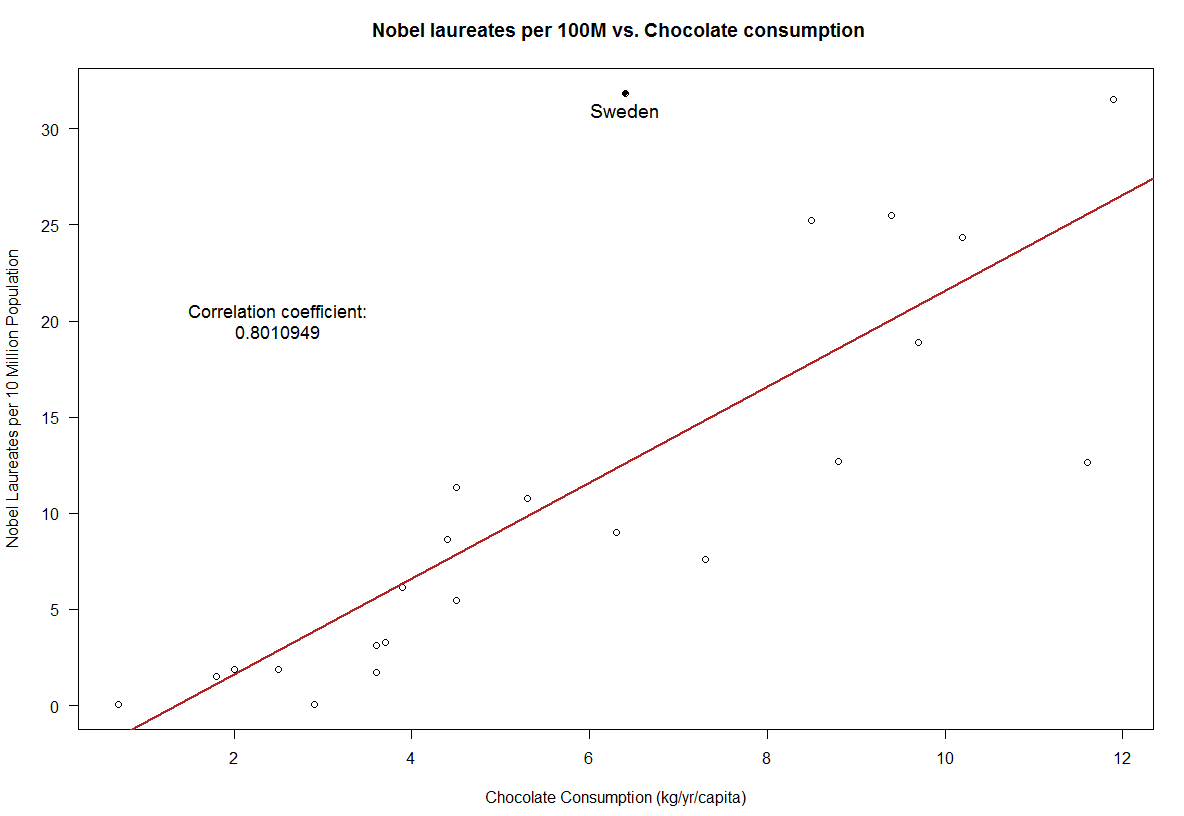 Nobel laureates per 100M vs. Chocolate consumption
Sweden
Correlation coefficient:
0.8010949
Nobel Laureates per 10 Million Population
30
25
20
15
10
5
0
2
4
6
8
10
12
Chocolate Consumption (kg/yr/capita)